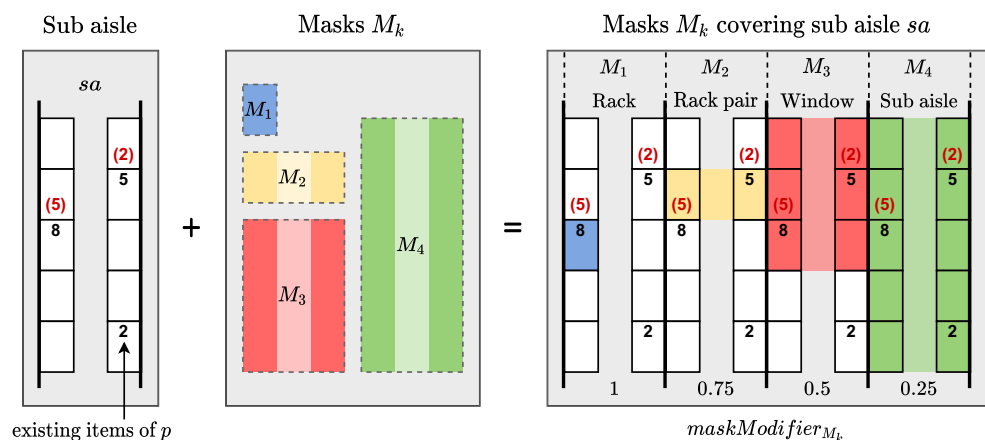 Sub aisle
Masks M_k
Masks M_k covering sub aisle sa
sa
(2)
5
(5)
8
2
existing items of p
+
M_1
M_2
M_3
M_4
=
M_1 M_2 M_3 M_4
Rack Rack pair Window Sub aisle
(2) (2) (2) (2)
5 5 5 5
(5) (5) (5) (5)
8 8 8 8
2 2 2 2
1 0.75 0.5 0.25
maskModifier_{M_k}